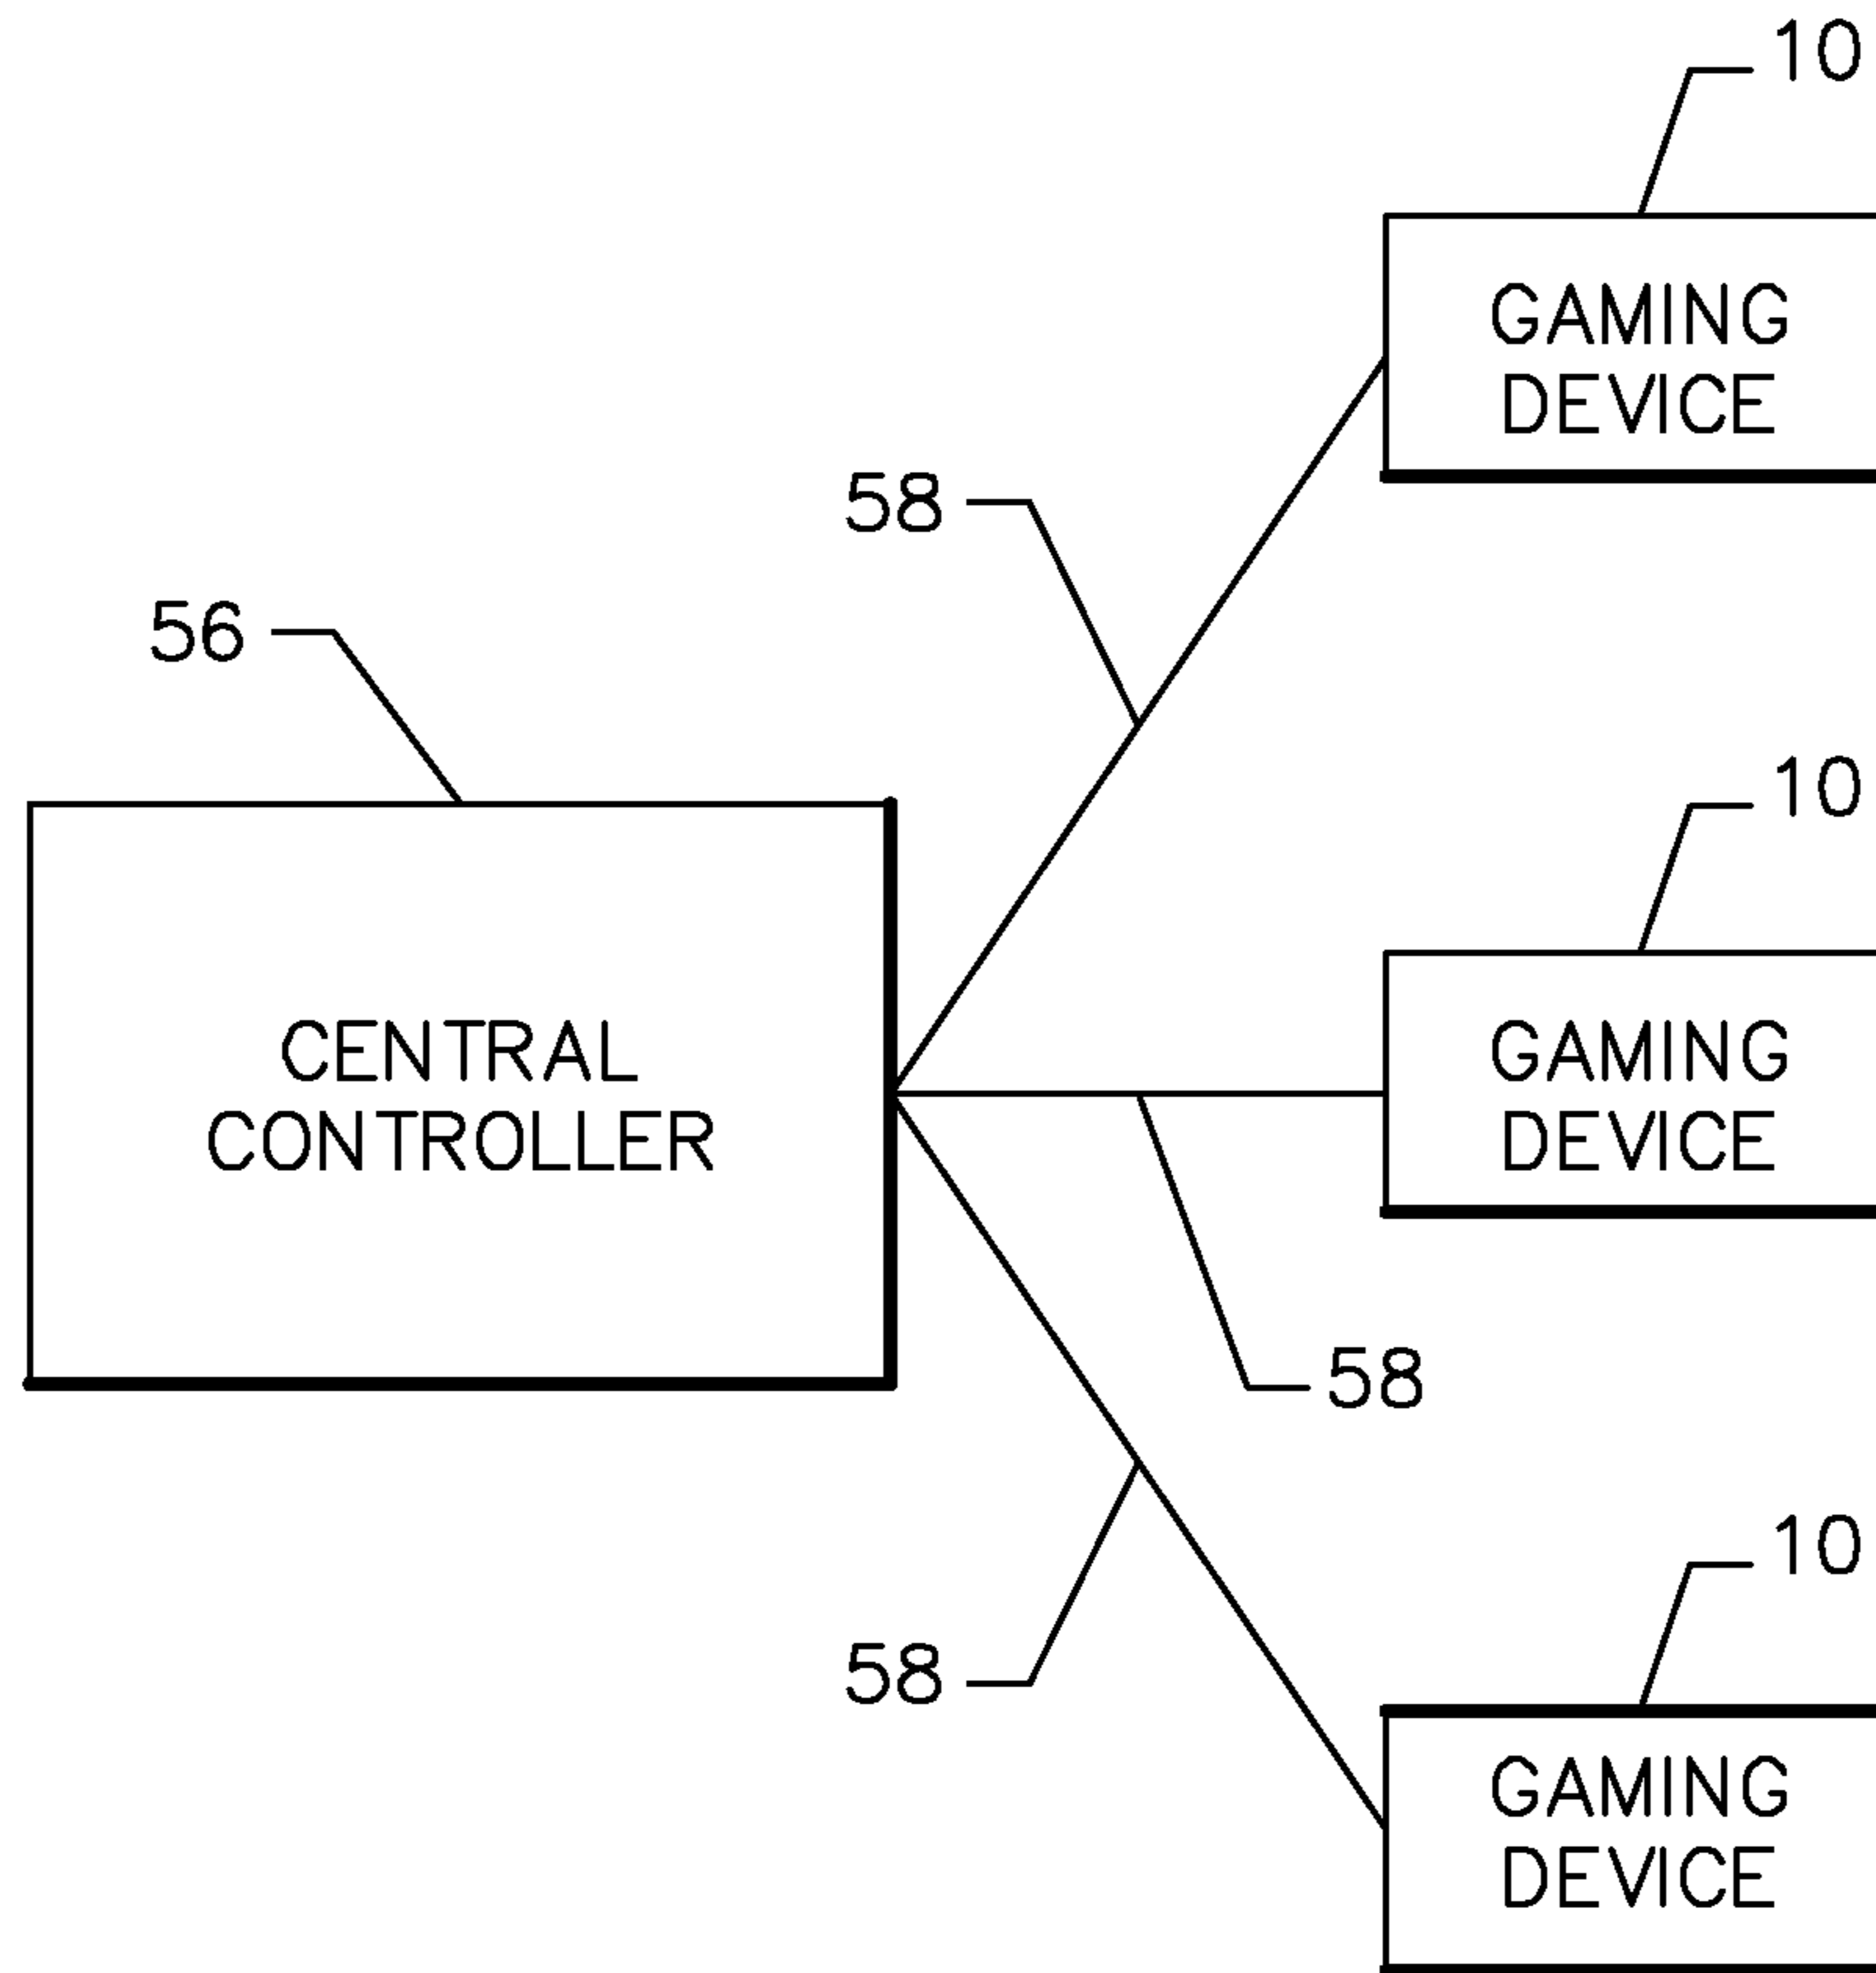 10
GAMING
DEVICE
58
56
10
CENTRAL
CONTROLLER
GAMING
DEVICE
58
10
58
GAMING
DEVICE